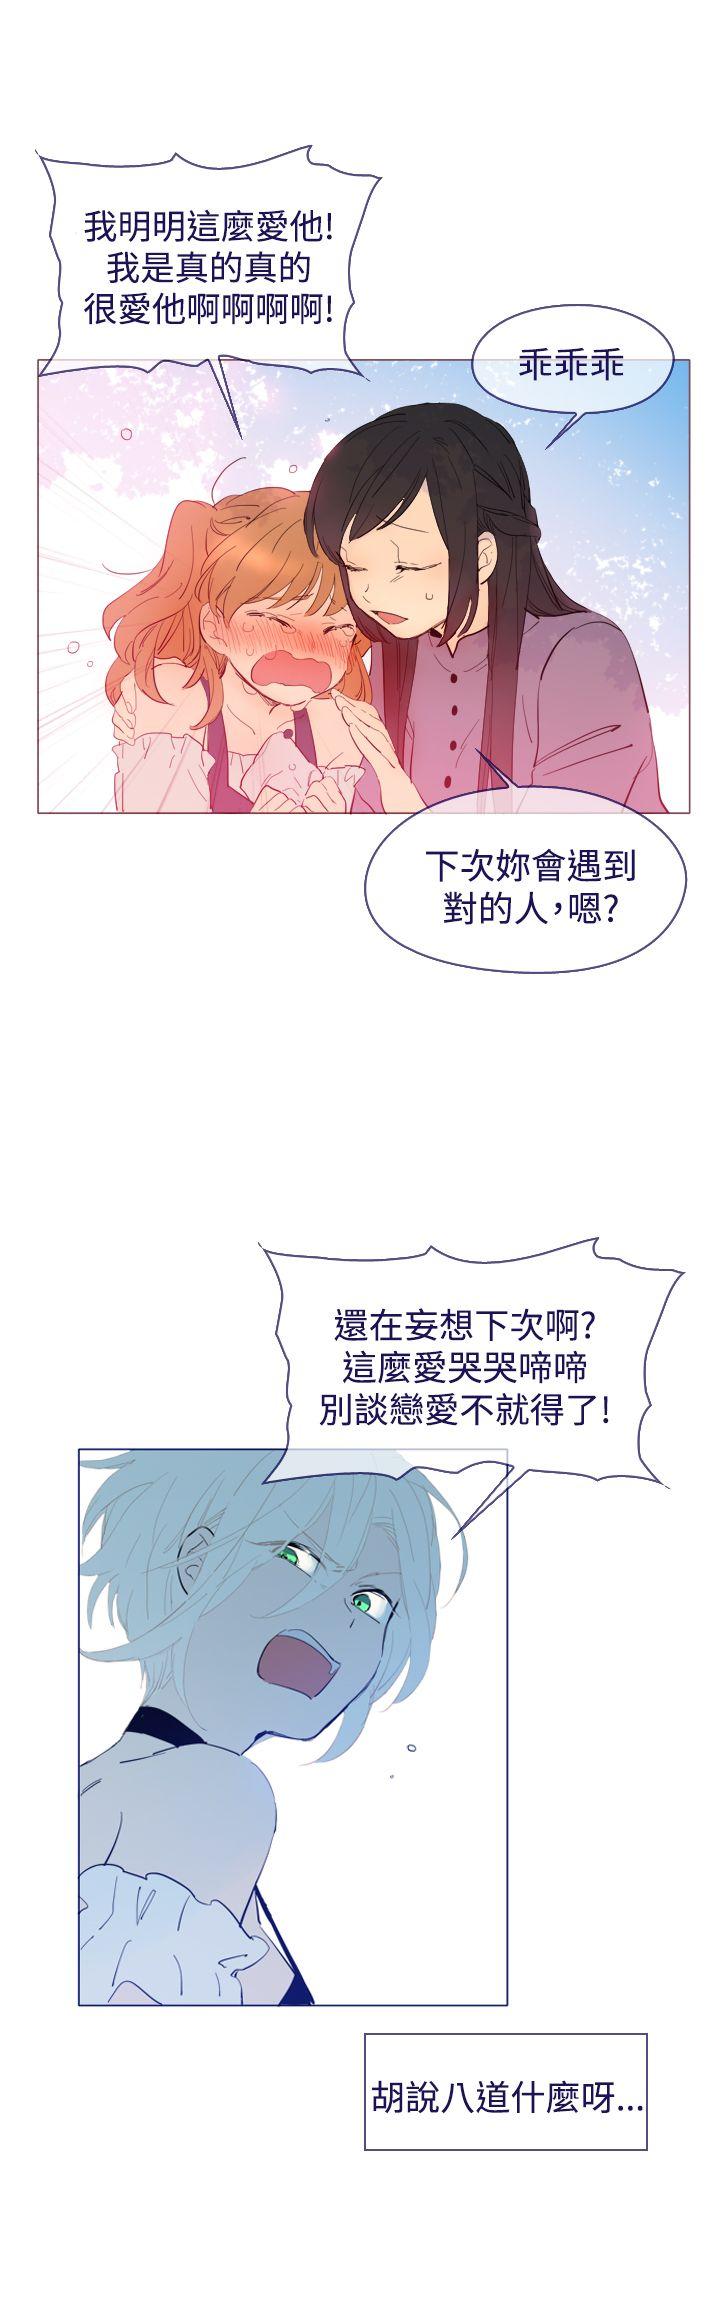 我明明這麼愛他!
我是真的真的
很愛他啊啊啊啊!
乖乖乖
下次妳會遇到
對的人，嗯?
還在妄想下次啊?
這麼愛哭哭啼啼
別談戀愛不就得了!
胡說八道什麼呀...